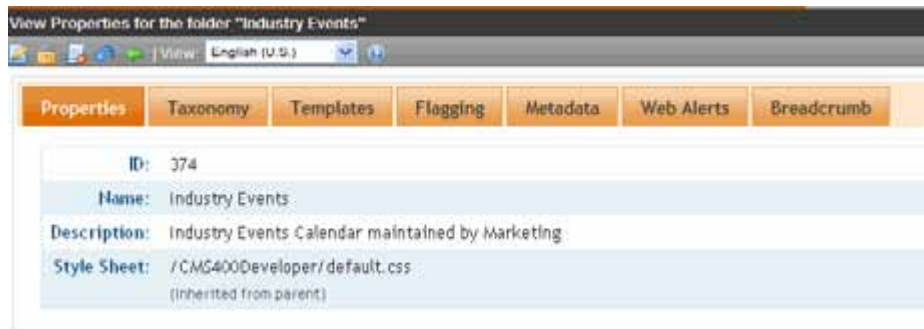 View Properties for the folder "Industry Events"
| View: English (U.S.)
Properties Taxonomy Templates Flagging Metadata Web Alerts Breadcrumb
ID: 374
Name: Industry Events
Description: Industry Events Calendar maintained by Marketing
Style Sheet: /CMS400Developer/default.css
(Inherited from parent)